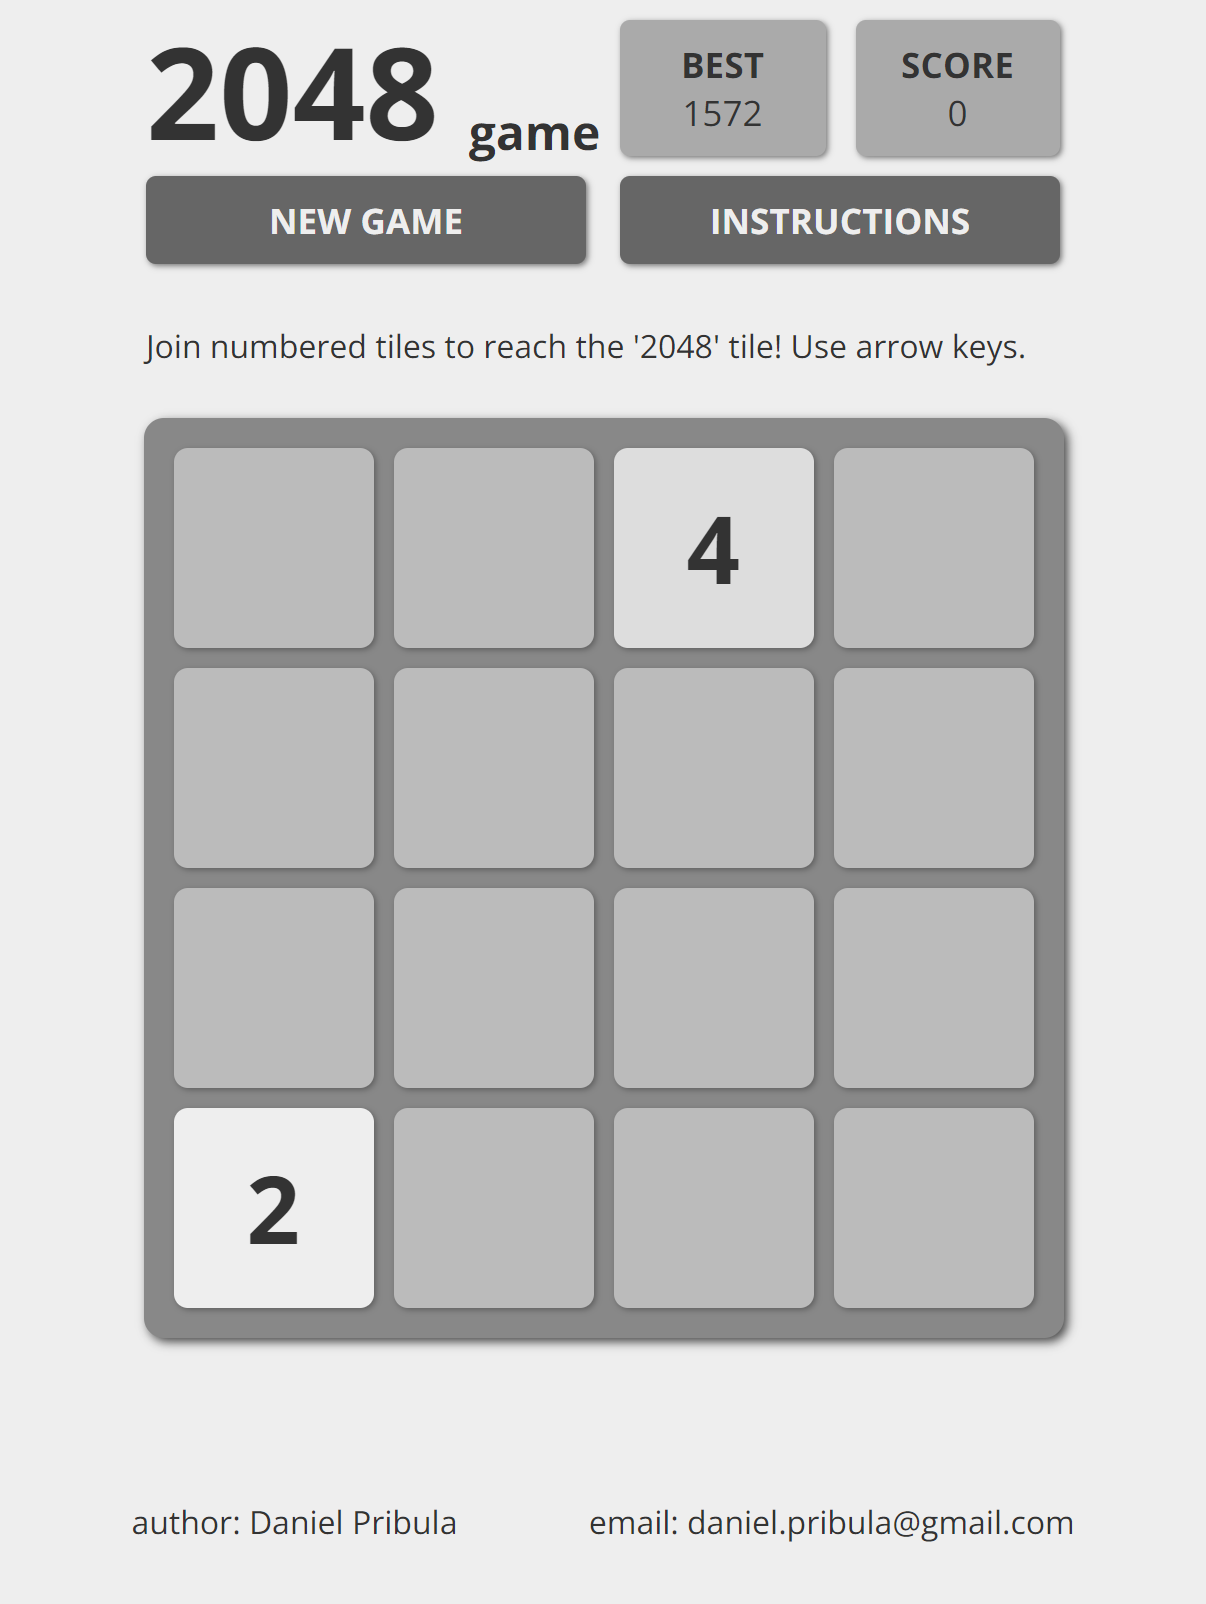 2048 game
BEST
1572
SCORE
0
NEW GAME
INSTRUCTIONS
Join numbered tiles to reach the '2048' tile! Use arrow keys.
4
2
author: Daniel Pribula
email: daniel.pribula@gmail.com